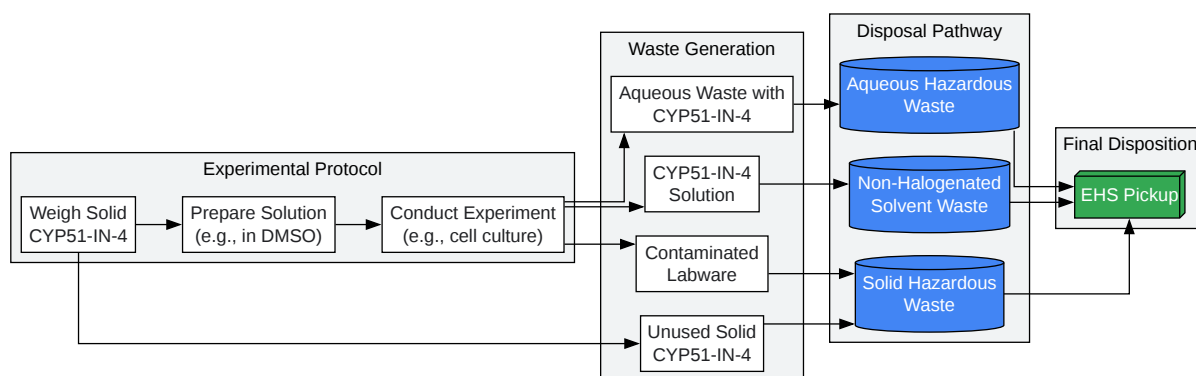 Experimental Protocol
Weigh Solid
CYP51-IN-4
Prepare Solution
(e.g., in DMSO)
Conduct Experiment
(e.g., cell culture)
Waste Generation
Aqueous Waste with
CYP51-IN-4
CYP51-IN-4
Solution
Contaminated
Labware
Unused Solid
CYP51-IN-4
Disposal Pathway
Aqueous Hazardous
Waste
Non-Halogenated
Solvent Waste
Solid Hazardous
Waste
Final Disposition
EHS Pickup